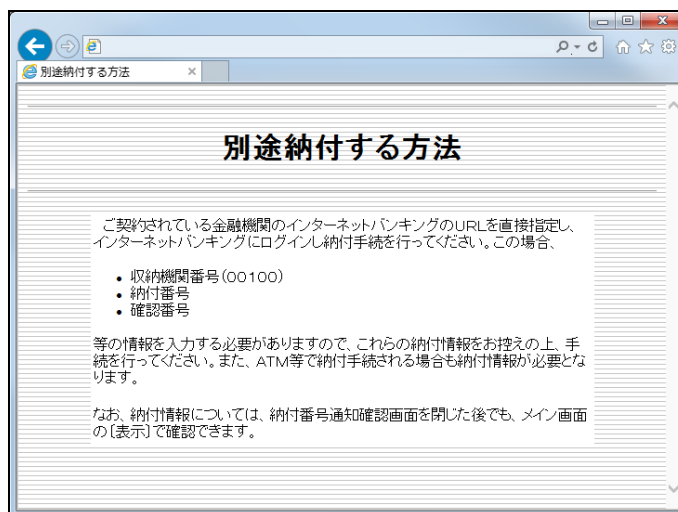 別途納付する方法
別途納付する方法
ご契約されている金融機関のインターネットバンキングのURLを直接指定し、
インターネットバンキングにログインし納付手続を行ってください。この場合、
• 収納機関番号(00100)
• 納付番号
• 確認番号
等の情報を入力する必要がありますので、これらの納付情報をお控えの上、手
続を行ってください。また、ATM等で納付手続される場合も納付情報が必要とな
ります。
なお、納付情報については、納付番号通知確認画面を閉じた後でも、メイン画面
の〔表示〕で確認できます。